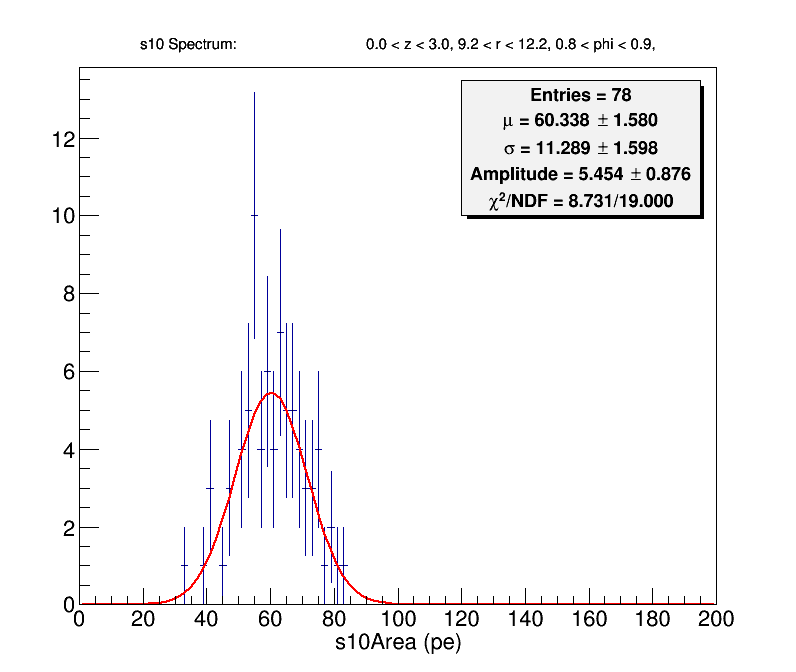 s10 Spectrum: 0.0 < z < 3.0, 9.2 < r < 12.2, 0.8 < phi < 0.9,
Entries = 78
μ = 60.338 ± 1.580
σ = 11.289 ± 1.598
Amplitude = 5.454 ± 0.876
χ²/NDF = 8.731/19.000
12
10
8
6
4
2
0
0 20 40 60 80 100 120 140 160 180 200
s10Area (pe)